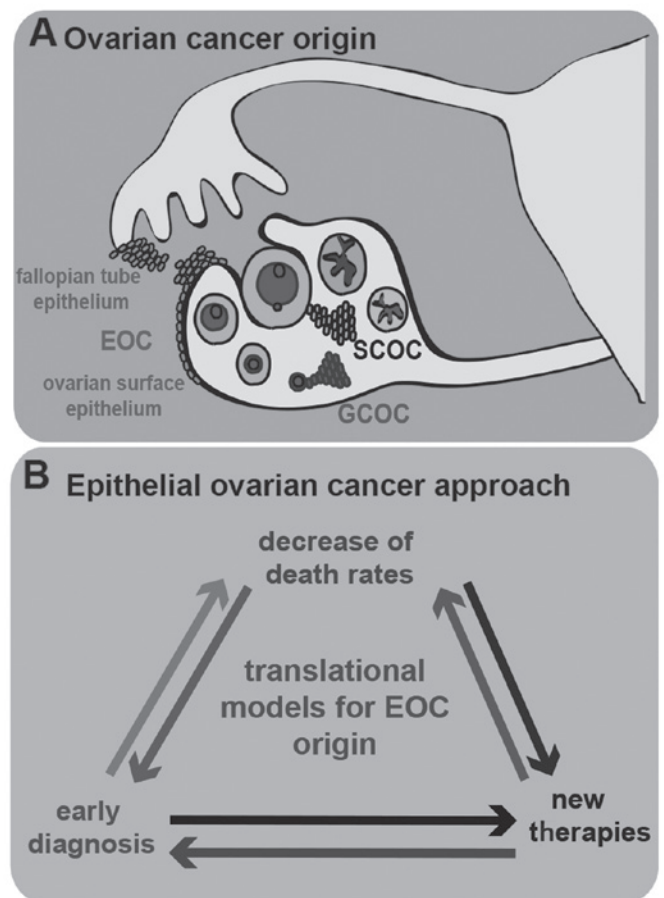 A Ovarian cancer origin
fallopian tube
epithelium
EOC
ovarian surface
epithelium
SCOC
GCOC
B Epithelial ovarian cancer approach
decrease of
death rates
translational
models for EOC
origin
early
diagnosis
new
therapies